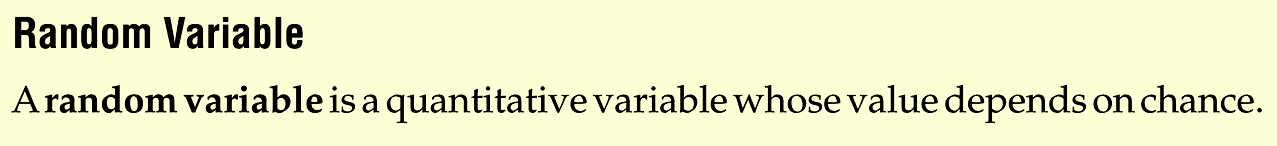 Random Variable
A random variable is a quantitative variable whose value depends on chance.